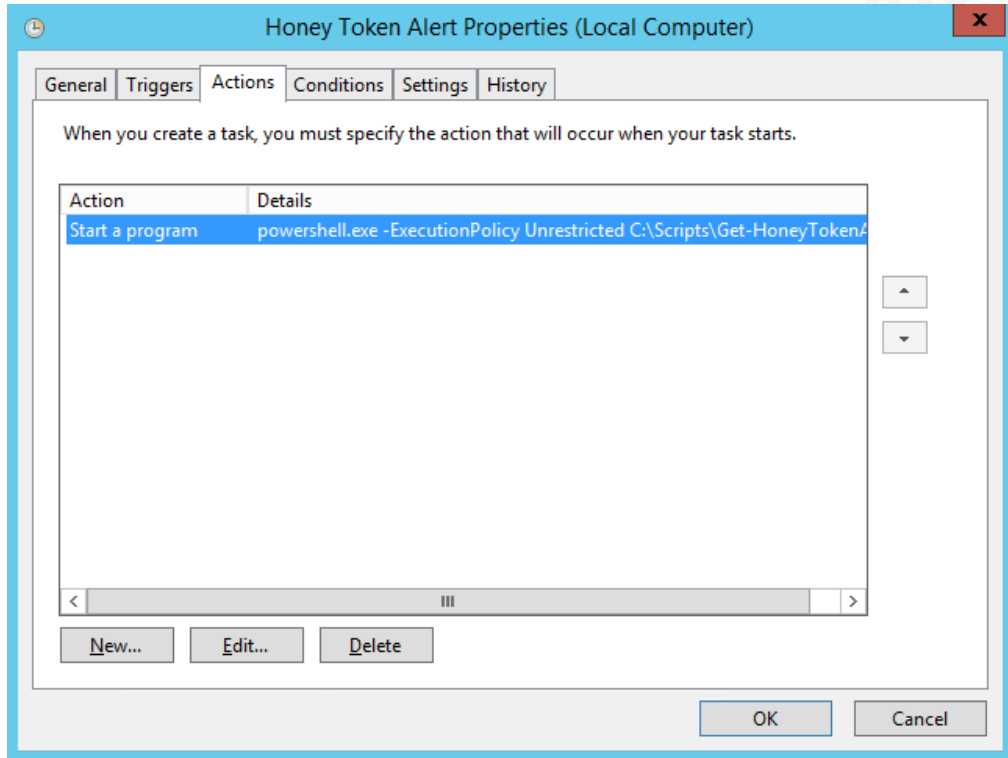 Honey Token Alert Properties (Local Computer)
x
General Triggers Actions Conditions Settings History
When you create a task, you must specify the action that will occur when your task starts.
Action Details
Start a program powershell.exe -ExecutionPolicy Unrestricted C:\Scripts\Get-HoneyTokenA
New... Edit... Delete
OK Cancel